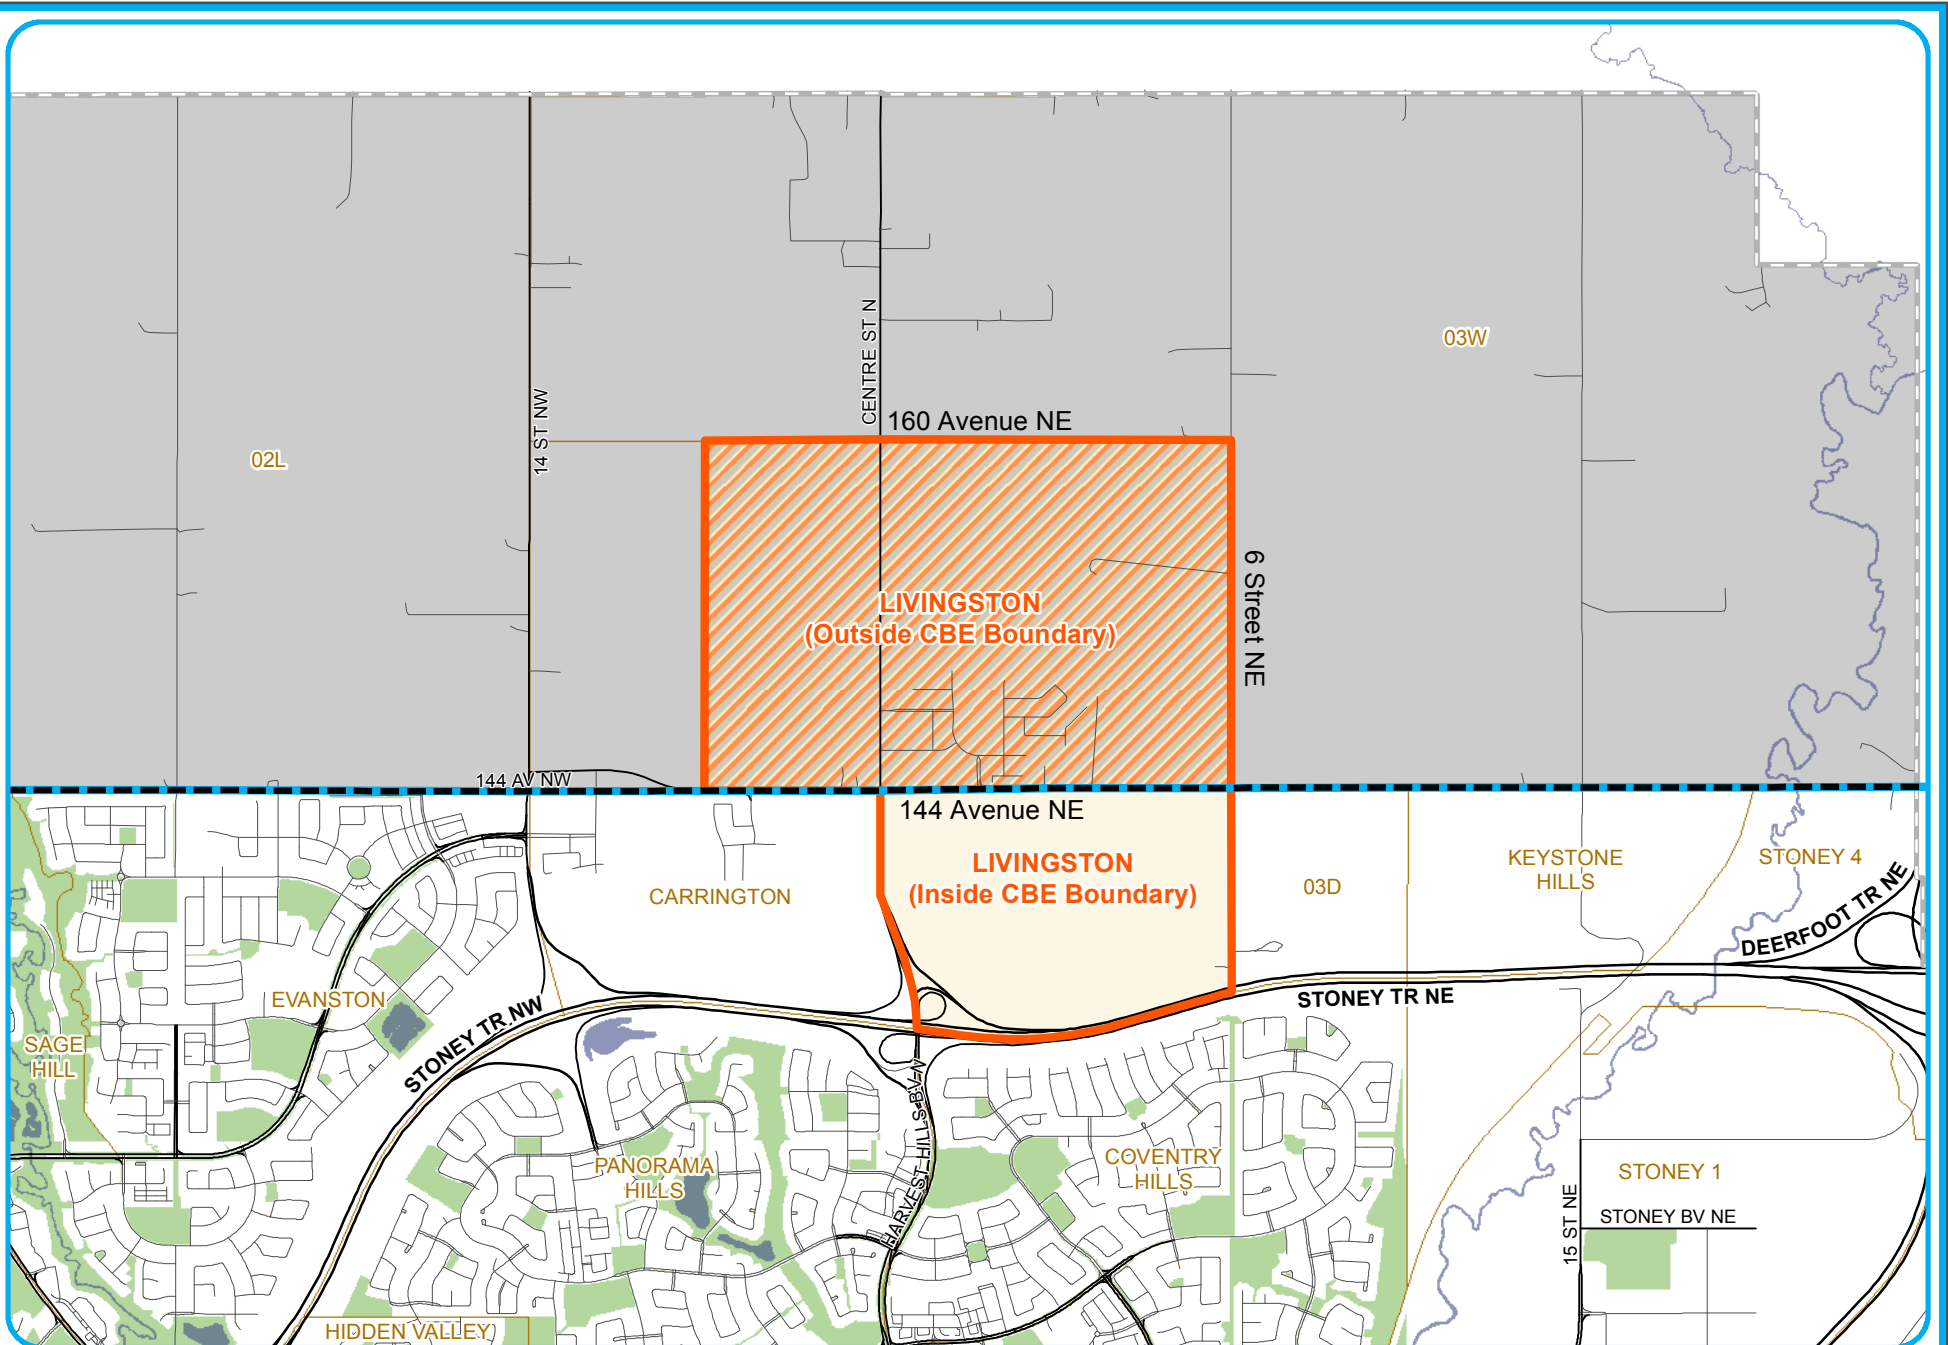 03W
CENTRE ST N
14 ST NW
160 Avenue NE
02L
6 Street NE
LIVINGSTON
(Outside CBE Boundary)
144 AV NW
144 Avenue NE
LIVINGSTON
(Inside CBE Boundary)
CARRINGTON
03D
KEYSTONE
HILLS
STONEY 4
DEERFOOT TR NE
EVANSTON
STONEY TR NW
STONEY TR NE
SAGE
HILL
HARVEST HILLS BV N
PANORAMA
HILLS
COVENTRY
HILLS
STONEY 1
15 ST NE
STONEY BV NE
HIDDEN VALLEY